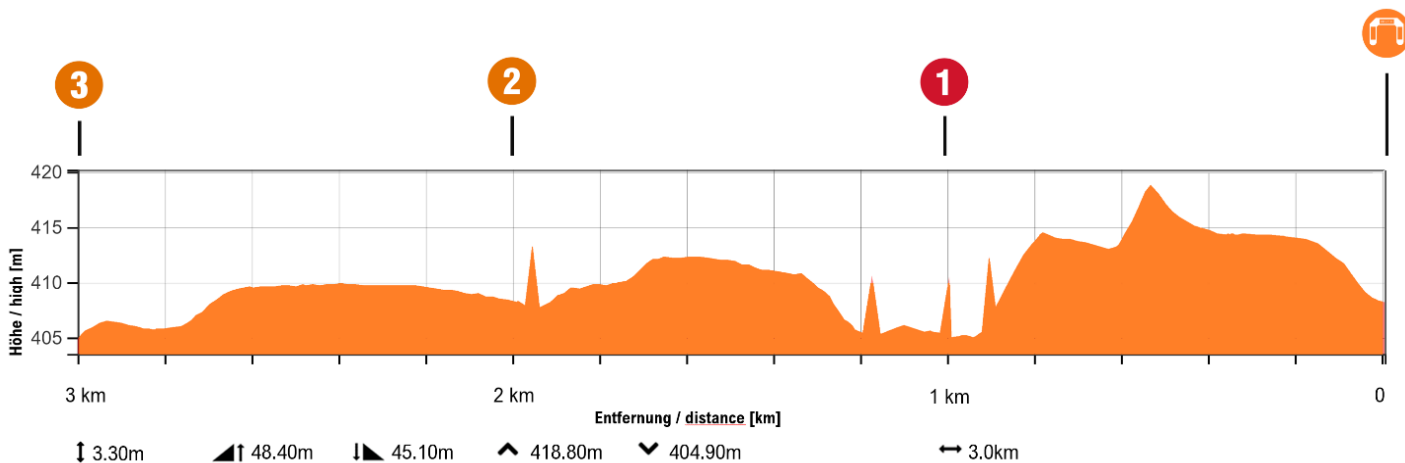 3
2
1
420
415
410
405
Höhe / high [m]
3 km
2 km
1 km
0
Entfernung / distance [km]
3.30m
48.40m
45.10m
418.80m
404.90m
3.0km